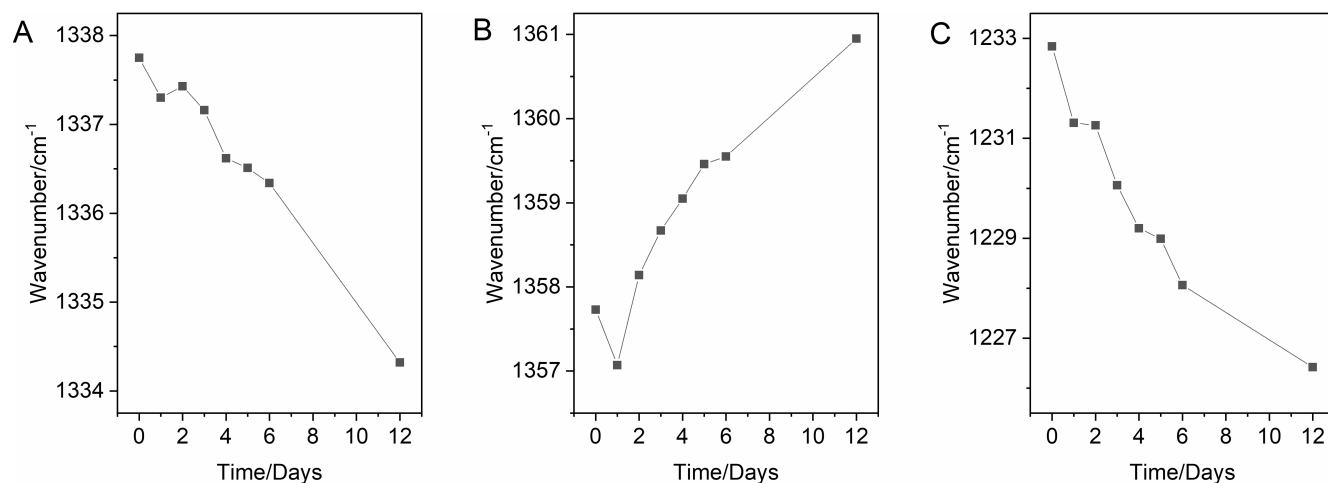 A
1338
1337
1336
1335
1334
Wavenumber/cm⁻¹
0 2 4 6 8 10 12
Time/Days
B
1361
1360
1359
1358
1357
Wavenumber/cm⁻¹
0 2 4 6 8 10 12
Time/Days
C
1233
1231
1229
1227
Wavenumber/cm⁻¹
0 2 4 6 8 10 12
Time/Days